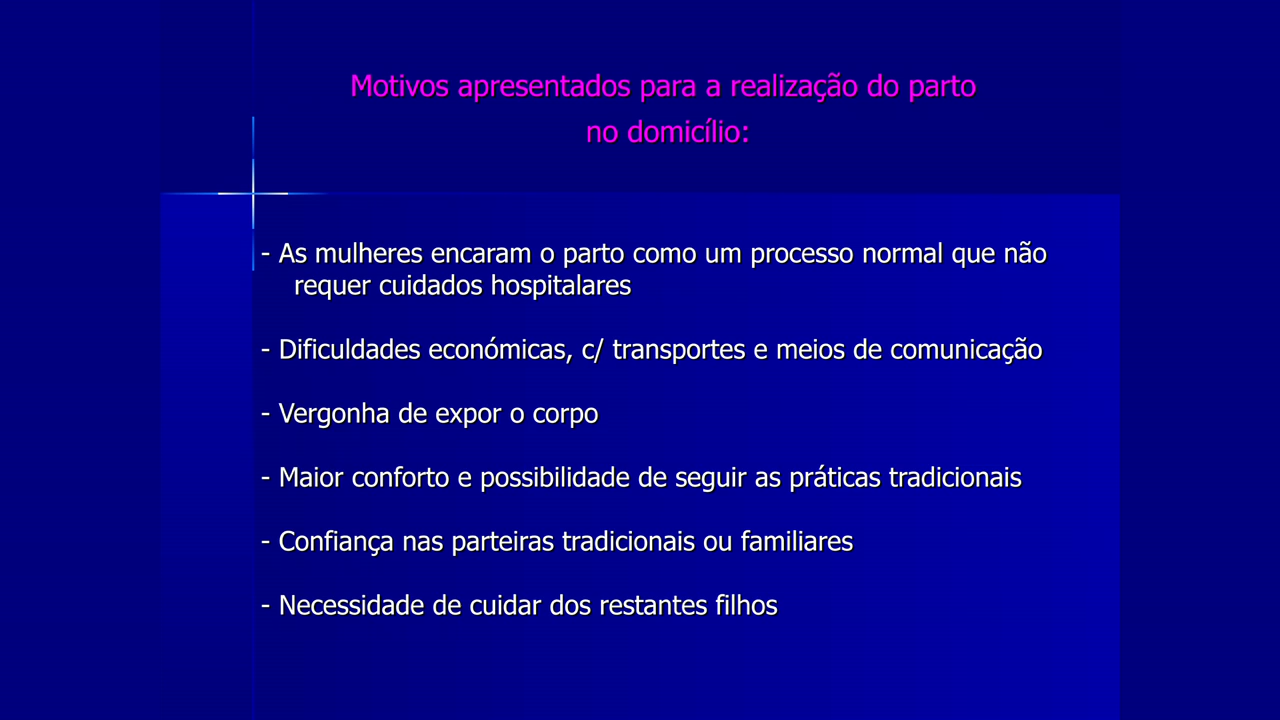 Motivos apresentados para a realização do parto
no domicílio:
- As mulheres encaram o parto como um processo normal que não
requer cuidados hospitalares
- Dificuldades económicas, c/ transportes e meios de comunicação
- Vergonha de expor o corpo
- Maior conforto e possibilidade de seguir as práticas tradicionais
- Confiança nas parteiras tradicionais ou familiares
- Necessidade de cuidar dos restantes filhos